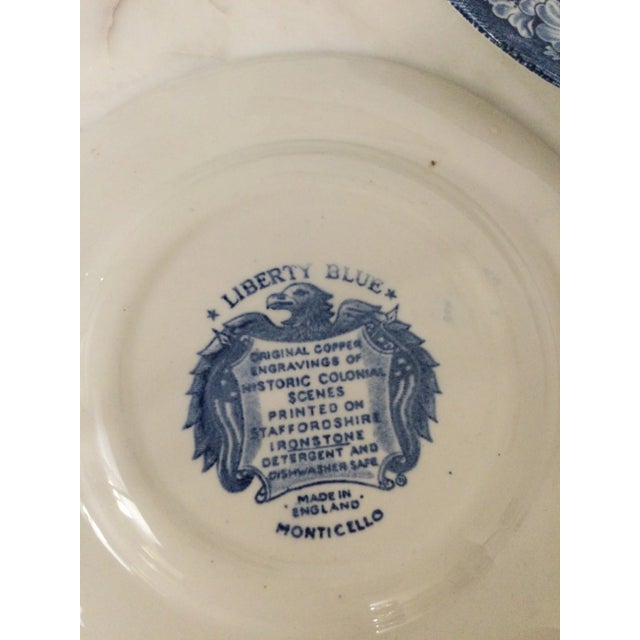 ★ LIBERTY BLUE ★
ORIGINAL COPPER
ENGRAVINGS OF
HISTORIC COLONIAL
SCENES
PRINTED ON
STAFFORDSHIRE
IRONSTONE
DETERGENT AND
DISHWASHER SAFE
· MADE IN
ENGLAND ·
MONTICELLO